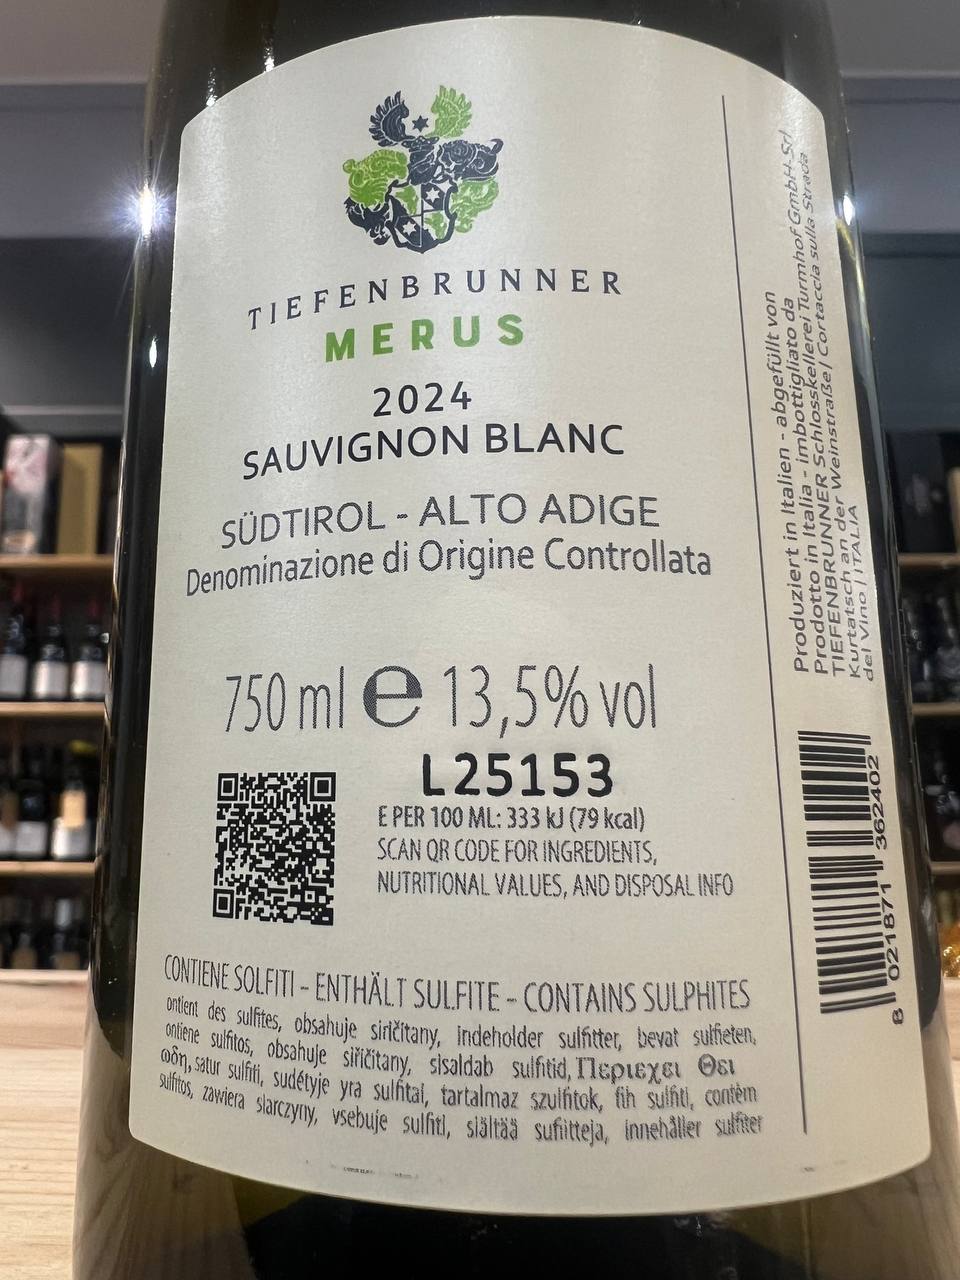 TIEFENBRUNNER
MERUS
2024
SAUVIGNON BLANC
SÜDTIROL - ALTO ADIGE
Denominazione di Origine Controllata
750 ml e 13,5% vol
L25153
E PER 100 ML: 333 kJ (79 kcal)
SCAN QR CODE FOR INGREDIENTS,
NUTRITIONAL VALUES, AND DISPOSAL INFO
CONTIENE SOLFITI - ENTHÄLT SULFITE - CONTAINS SULPHITES
ontient des sulfites, obsahuje siričitany, indeholder sulfitter, bevat sulfieten,
ontiene sulfitos, obsahuje siřičitany, sisaldab sulfitid, Περιεχει Θει
ωδη, satur sulfiti, sudėtyje yra sulfitai, tartalmaz szulfitok, fih sulfiti, contèm
sulfitos, zawiera siarczyny, vsebuje sulfiti, siältää sufiitteja, innehåller sulfiter
Produziert in Italien - abgefüllt von
Prodotto in Italia - imbottigliato da
TIEFENBRUNNER Schlosskellerei Turmhof GmbH-Srl
Kurtatsch an der Weinstraße / Cortaccia sulla Strada
del Vino | ITALIA
8 021871 362402